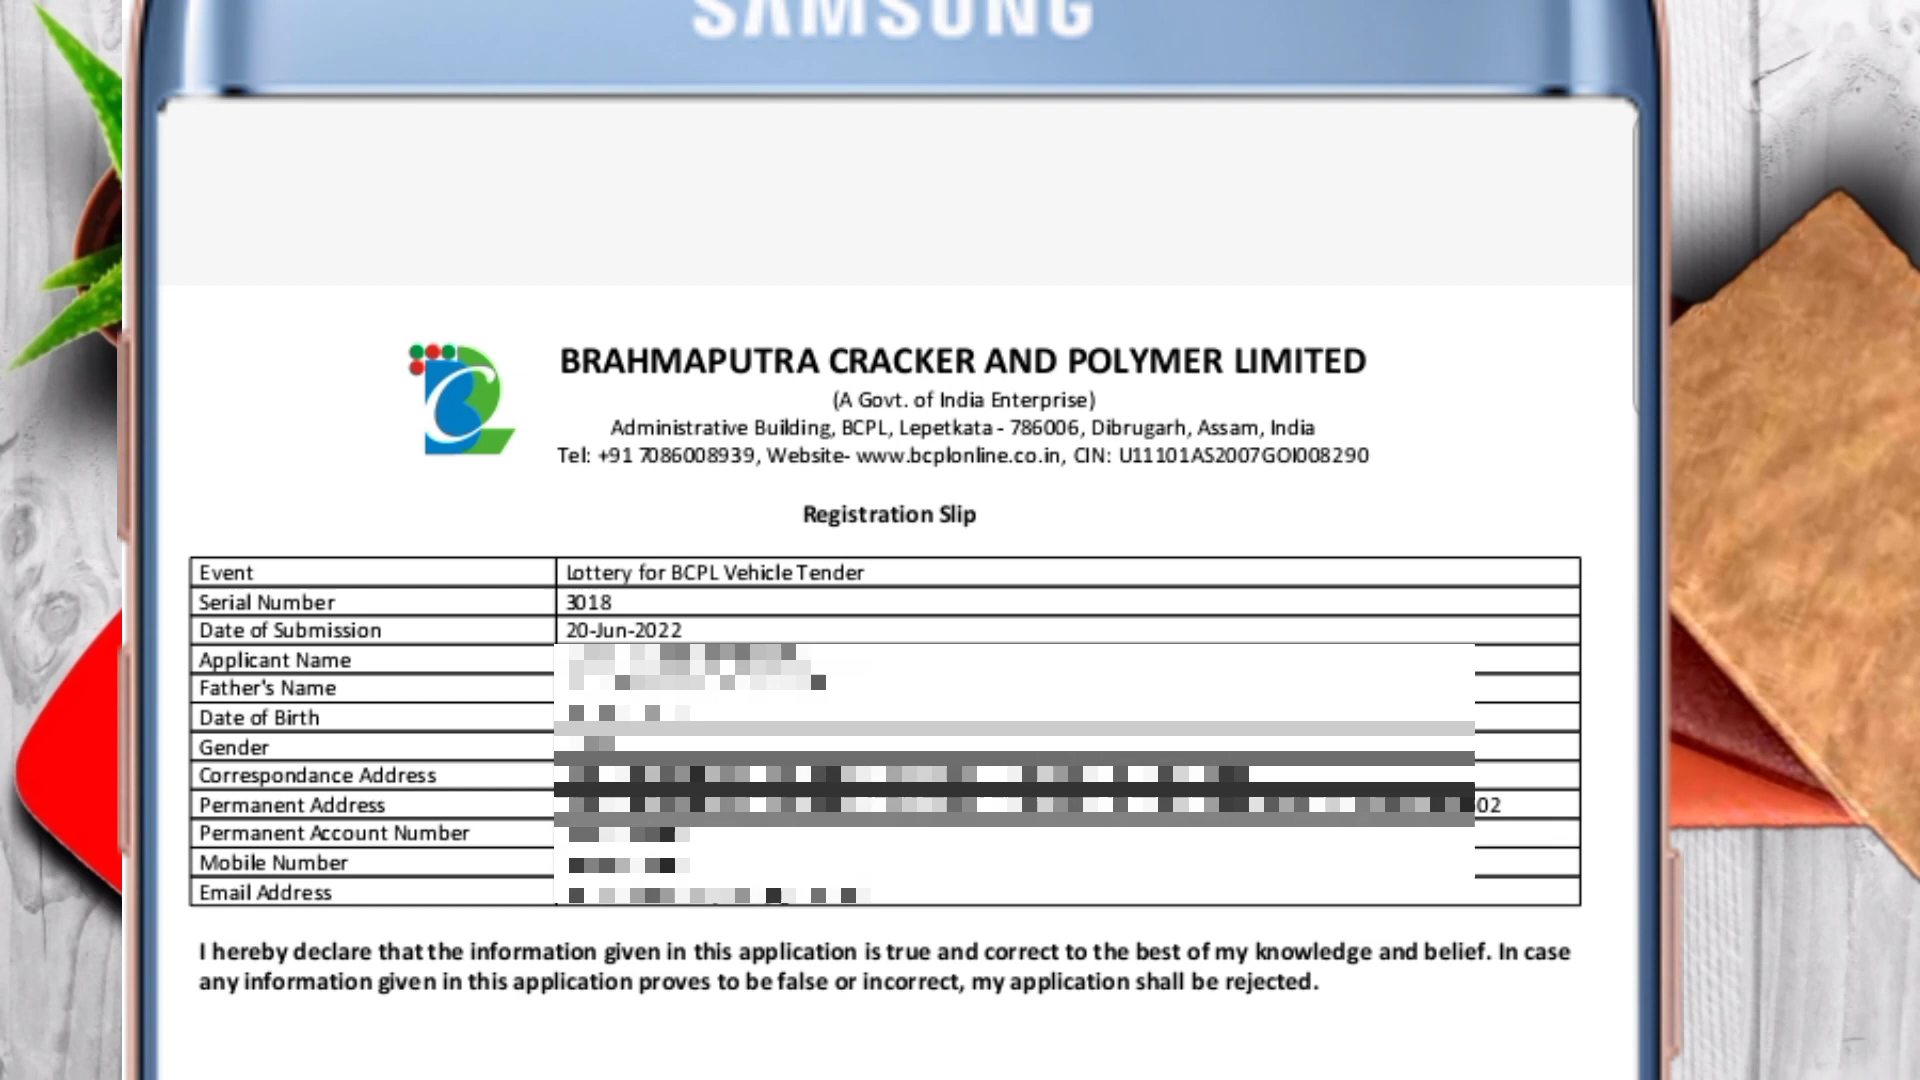 SAMSUNG
BRAHMAPUTRA CRACKER AND POLYMER LIMITED
(A Govt. of India Enterprise)
Administrative Building, BCPL, Lepetkata - 786006, Dibrugarh, Assam, India
Tel: +91 7086008939, Website- www.bcplonline.co.in, CIN: U11101AS2007GOI008290
Registration Slip
Event Lottery for BCPL Vehicle Tender
Serial Number 3018
Date of Submission 20-Jun-2022
Applicant Name
Father's Name
Date of Birth
Gender
Correspondance Address
Permanent Address 02
Permanent Account Number
Mobile Number
Email Address
I hereby declare that the information given in this application is true and correct to the best of my knowledge and belief. In case
any information given in this application proves to be false or incorrect, my application shall be rejected.